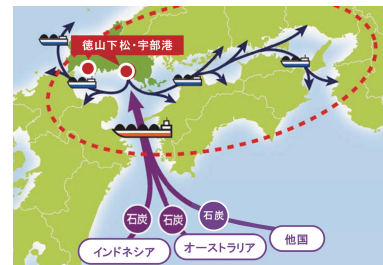 徳山下松・宇部港
石炭
石炭
石炭
インドネシア
オーストラリア
他国